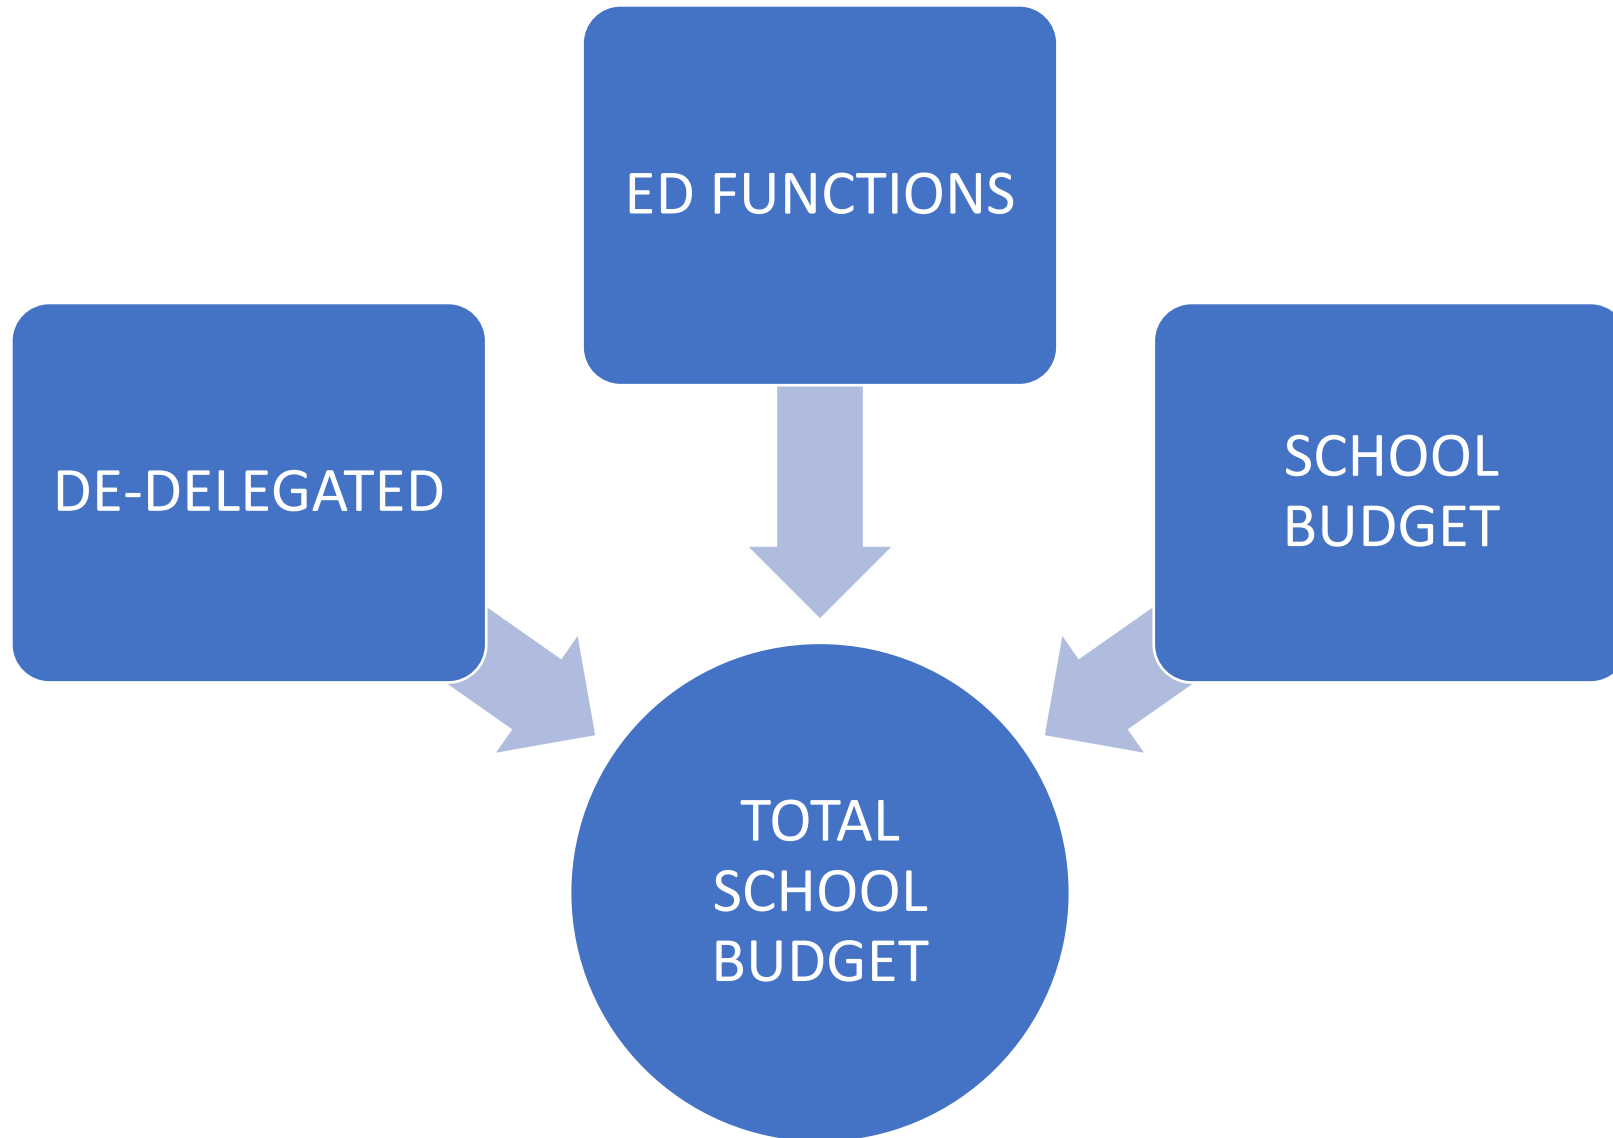 ED FUNCTIONS
DE-DELEGATED
SCHOOL
BUDGET
TOTAL
SCHOOL
BUDGET